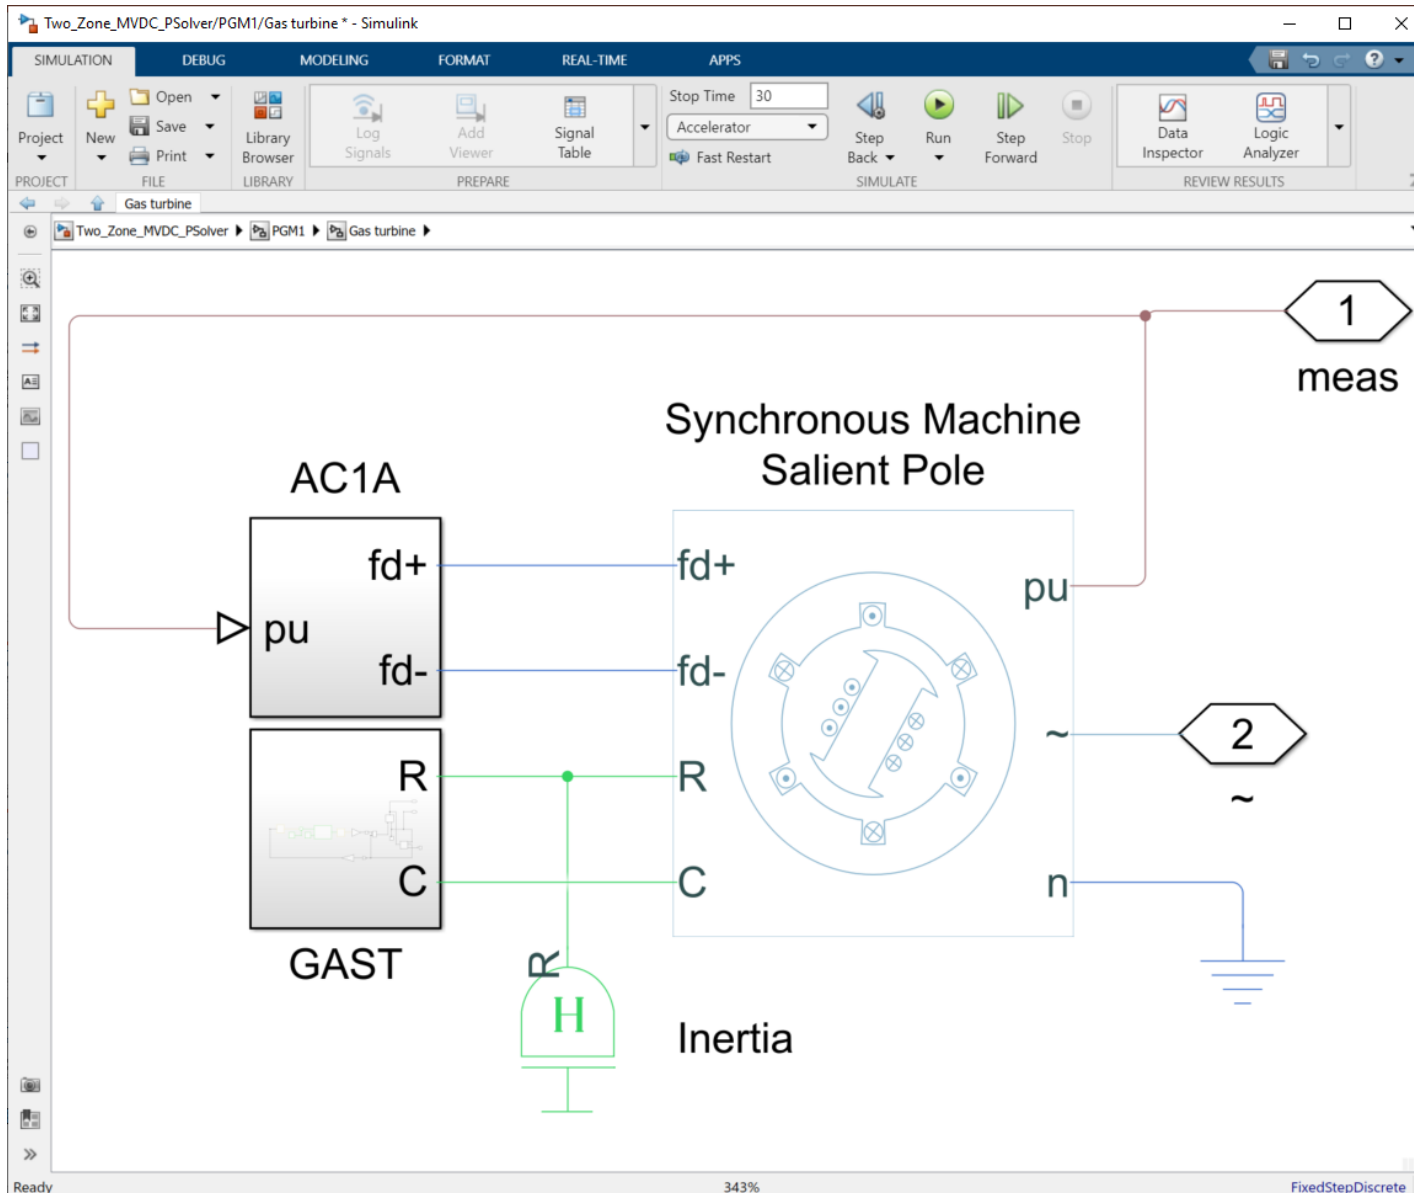 Two_Zone_MVDC_PSolver/PGM1/Gas turbine * - Simulink
SIMULATION DEBUG MODELING FORMAT REAL-TIME APPS
Project
New
Open
Save
Print
Library
Browser
Log
Signals
Add
Viewer
Signal
Table
Stop Time 30
Accelerator
Fast Restart
Step
Back
Run
Step
Forward
Stop
Data
Inspector
Logic
Analyzer
PROJECT FILE LIBRARY PREPARE SIMULATE REVIEW RESULTS
Gas turbine
Two_Zone_MVDC_PSolver PGM1 Gas turbine
1
meas
Synchronous Machine
Salient Pole
AC1A
fd+
pu
fd-
fd+
fd-
R
C
pu
~
n
2
~
R
C
GAST
R
H
Inertia
Ready 343% FixedStepDiscrete